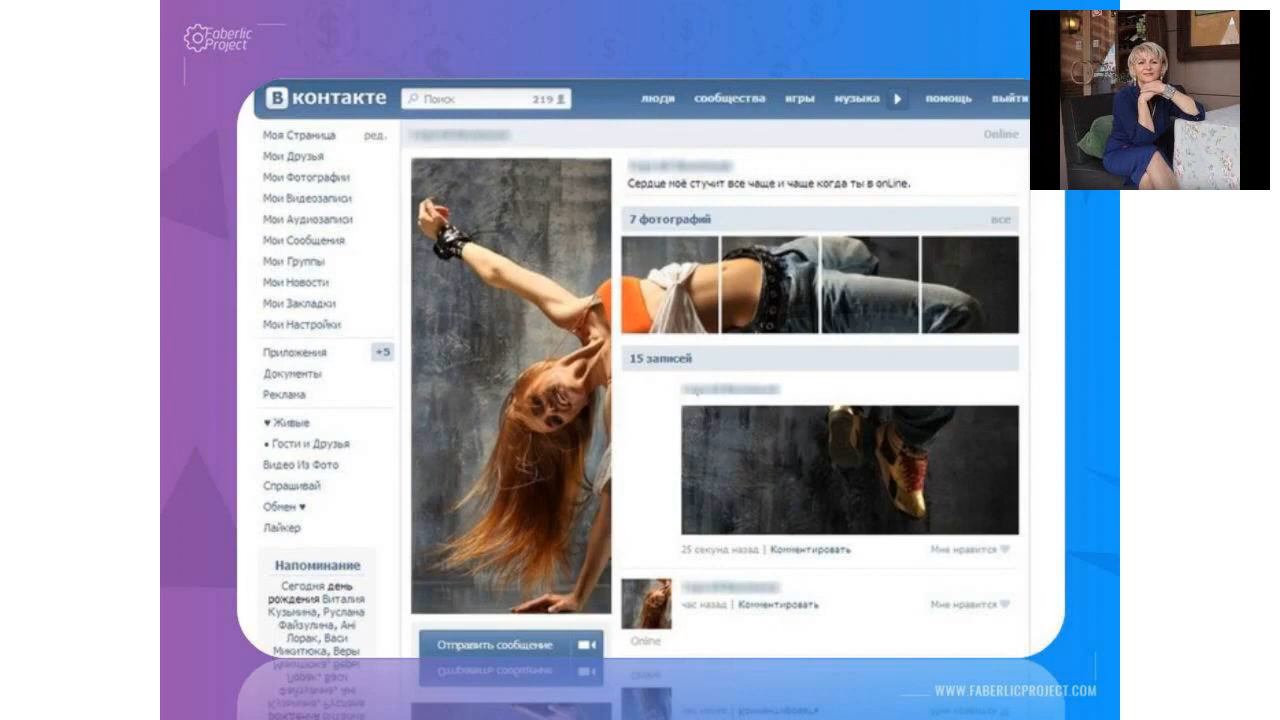 Faberlic
Project
В контакте
Поиск 219
люди сообщества игры музыка помощь выйти
Моя Страница ред.
Мои Друзья
Мои Фотографии
Мои Видеозаписи
Мои Аудиозаписи
Мои Сообщения
Мои Группы
Мои Новости
Мои Закладки
Мои Настройки
Приложения +5
Документы
Реклама
♥ Живые
• Гости и Друзья
Видео Из Фото
Спрашивай
Обмен ♥
Лайкер
Напоминание
Сегодня день
рождения Виталия
Кузьмина, Руслана
Файзулина, Ані
Лорак, Васи
Микитюка, Веры
Online
Сердце моё стучит все чаще и чаще когда ты в onLine.
7 фотографий все
15 записей
25 секунд назад | Комментировать Мне нравится
час назад | Комментировать Мне нравится
Online
Отправить сообщение
WWW.FABERLICPROJECT.COM